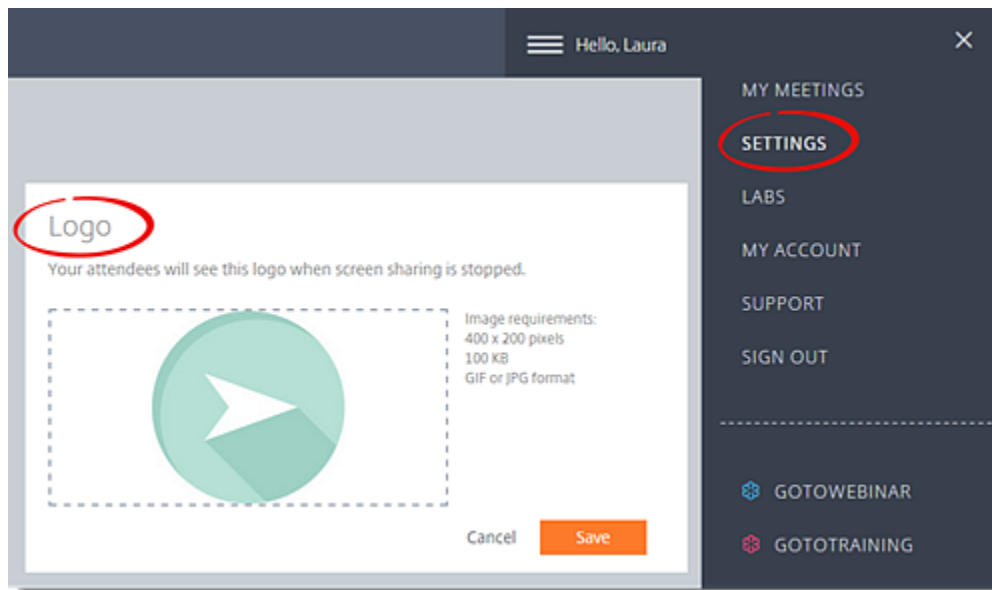 Hello, Laura
MY MEETINGS
SETTINGS
LABS
MY ACCOUNT
SUPPORT
SIGN OUT
GOTOWEBINAR
GOTOTRAINING
Logo
Your attendees will see this logo when screen sharing is stopped.
Image requirements:
400 x 200 pixels
100 KB
GIF or JPG format
Cancel
Save